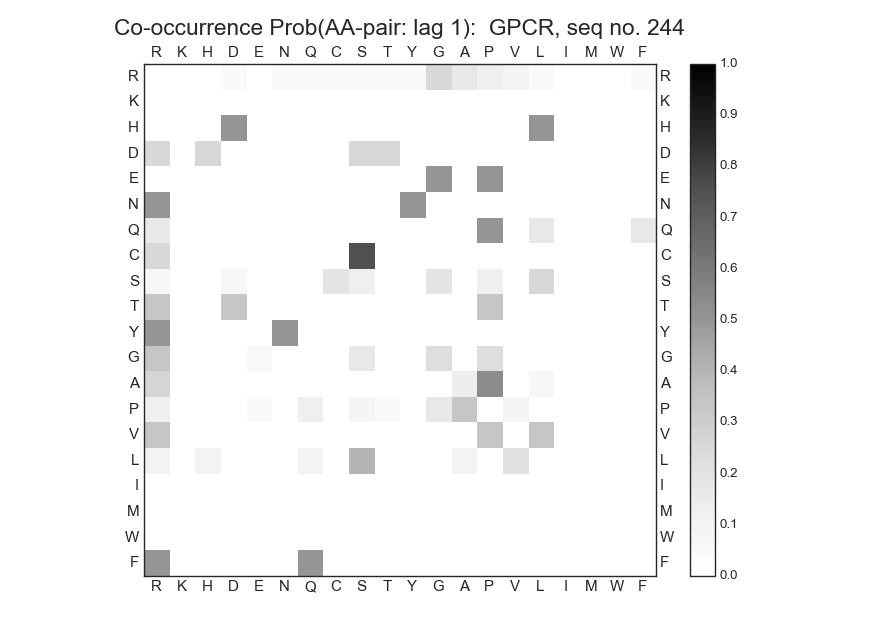 Co-occurrence Prob(AA-pair: lag 1):  GPCR, seq no. 244
R K H D E N Q C S T Y G A P V L I M W F
R R 1.0
K K
0.9
H H
D D 0.8
E E
0.7
N N
Q Q 0.6
C C
S S 0.5
T T
Y Y 0.4
G G
A A 0.3
P P
V V 0.2
L L
I I 0.1
M M
W W
F F 0.0
R K H D E N Q C S T Y G A P V L I M W F